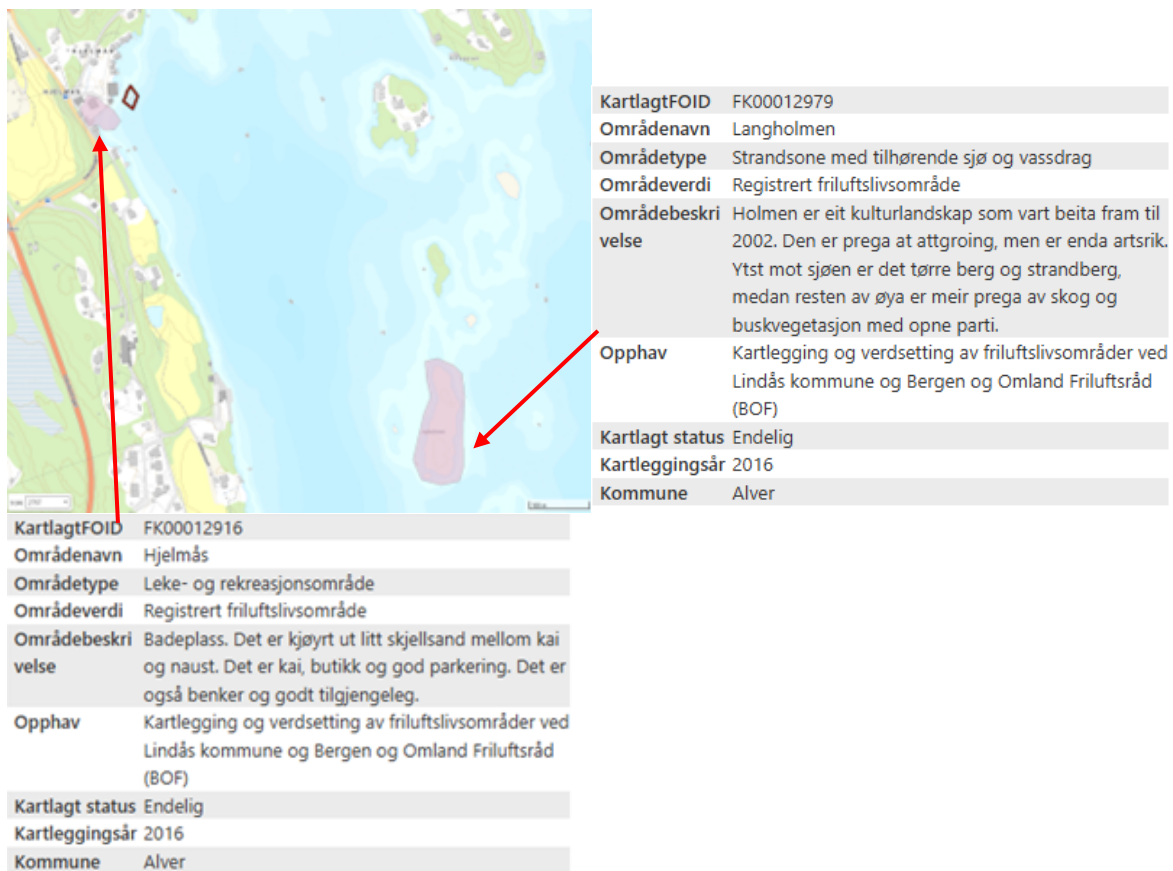 KartlagtFOID FK00012979
Områdenavn Langholmen
Områdetype Strandsone med tilhørende sjø og vassdrag
Områdeverdi Registrert friluftslivsområde
Områdebeskri Holmen er eit kulturlandskap som vart beita fram til
velse 2002. Den er prega at attgroing, men er enda artsrik.
Ytst mot sjøen er det tørre berg og strandberg,
medan resten av øya er meir prega av skog og
buskvegetasjon med opne parti.
Opphav Kartlegging og verdsetting av friluftslivsområder ved
Lindås kommune og Bergen og Omland Friluftsråd
(BOF)
Kartlagt status Endelig
Kartleggingsår 2016
Kommune Alver
KartlagtFOID FK00012916
Områdenavn Hjelmås
Områdetype Leke- og rekreasjonsområde
Områdeverdi Registrert friluftslivsområde
Områdebeskri Badeplass. Det er kjøyrt ut litt skjellsand mellom kai
velse og naust. Det er kai, butikk og god parkering. Det er
også benker og godt tilgjengeleg.
Opphav Kartlegging og verdsetting av friluftslivsområder ved
Lindås kommune og Bergen og Omland Friluftsråd
(BOF)
Kartlagt status Endelig
Kartleggingsår 2016
Kommune Alver